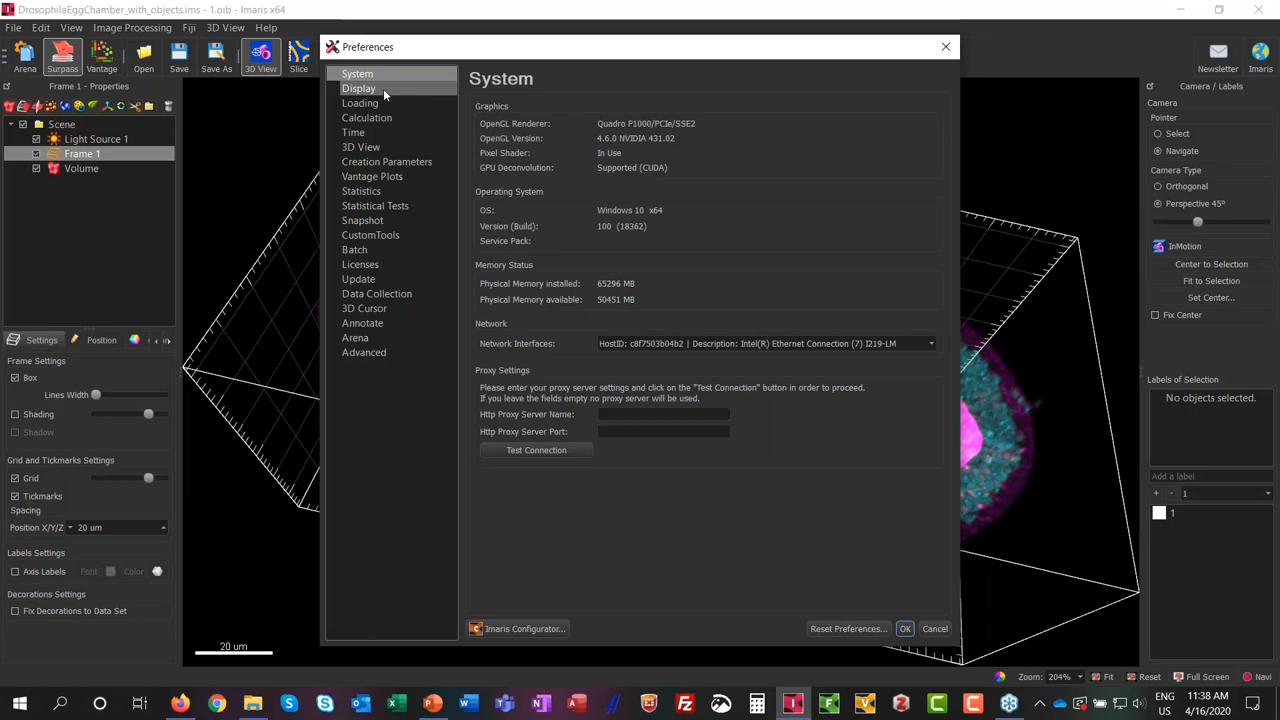 DrosophilaEggChamber_with_objects.ims - 1.oib - Imaris x64
File Edit View Image Processing Fiji 3D View Help
Arena Surpass Vantage Open Save Save As 3D View Slice Newsletter Imaris
Frame 1 - Properties
Scene
Light Source 1
Frame 1
Volume
Settings Position
Frame Settings
Box
Lines Width
Shading
Shadow
Grid and Tickmarks Settings
Grid
Tickmarks
Spacing
Position X/Y/Z 20 um
Labels Settings
Axis Labels Font Color
Decorations Settings
Fix Decorations to Data Set
20 um
Preferences
System
Display
Loading
Calculation
Time
3D View
Creation Parameters
Vantage Plots
Statistics
Statistical Tests
Snapshot
CustomTools
Batch
Licenses
Update
Data Collection
3D Cursor
Annotate
Arena
Advanced
System
Graphics
OpenGL Renderer: Quadro P1000/PCIe/SSE2
OpenGL Version: 4.6.0 NVIDIA 431.02
Pixel Shader: In Use
GPU Deconvolution: Supported (CUDA)
Operating System
OS: Windows 10 x64
Version (Build): 100 (18362)
Service Pack:
Memory Status
Physical Memory installed: 65296 MB
Physical Memory available: 50451 MB
Network
Network Interfaces: HostID: c8f7503b04b2 | Description: Intel(R) Ethernet Connection (7) I219-LM
Proxy Settings
Please enter your proxy server settings and click on the "Test Connection" button in order to proceed.
If you leave the fields empty no proxy server will be used.
Http Proxy Server Name:
Http Proxy Server Port:
Test Connection
Imaris Configurator... Reset Preferences... OK Cancel
Camera / Labels
Camera
Pointer
Select
Navigate
Camera Type
Orthogonal
Perspective 45º
InMotion
Center to Selection
Fit to Selection
Set Center...
Fix Center
Labels of Selection
No objects selected.
Add a label
+ - 1
1
Zoom: 204% Fit Reset Full Screen Navi
ENG
US
11:38 AM
4/16/2020